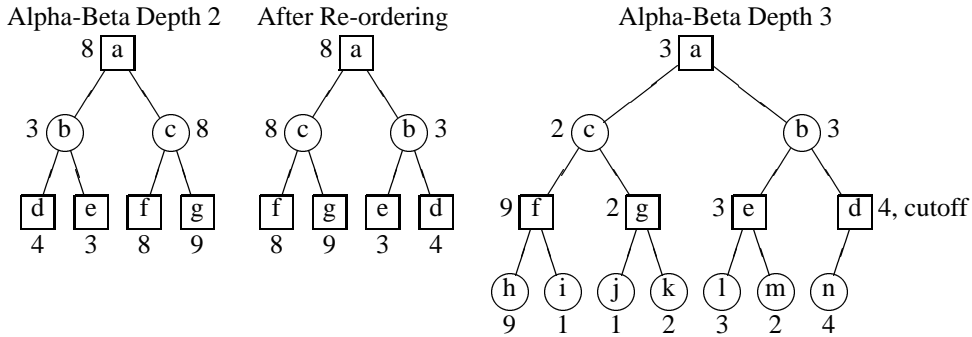 Alpha-Beta Depth 2 After Re-ordering Alpha-Beta Depth 3
8 a 8 a 3 a
3 b c 8 8 c b 3 2 c b 3
d e f g f g e d 9 f 2 g 3 e d 4, cutoff
4 3 8 9 8 9 3 4
h i j k l m n
9 1 1 2 3 2 4